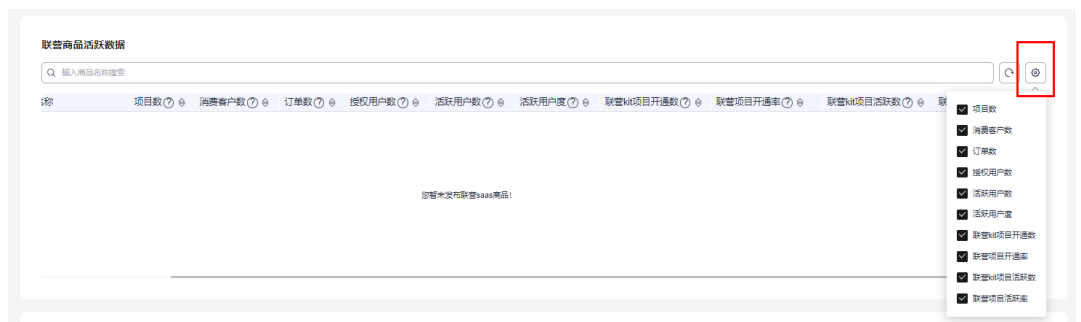 联营商品活跃数据
输入商品名称搜索
称 项目数 消费客户数 订单数 授权用户数 活跃用户数 活跃用户度 联营kit项目开通数 联营项目开通率 联营kit项目活跃数 联
项目数
消费客户数
订单数
授权用户数
活跃用户数
活跃用户度
联营kit项目开通数
联营项目开通率
联营kit项目活跃数
联营项目活跃率
您暂未发布联营saas商品！